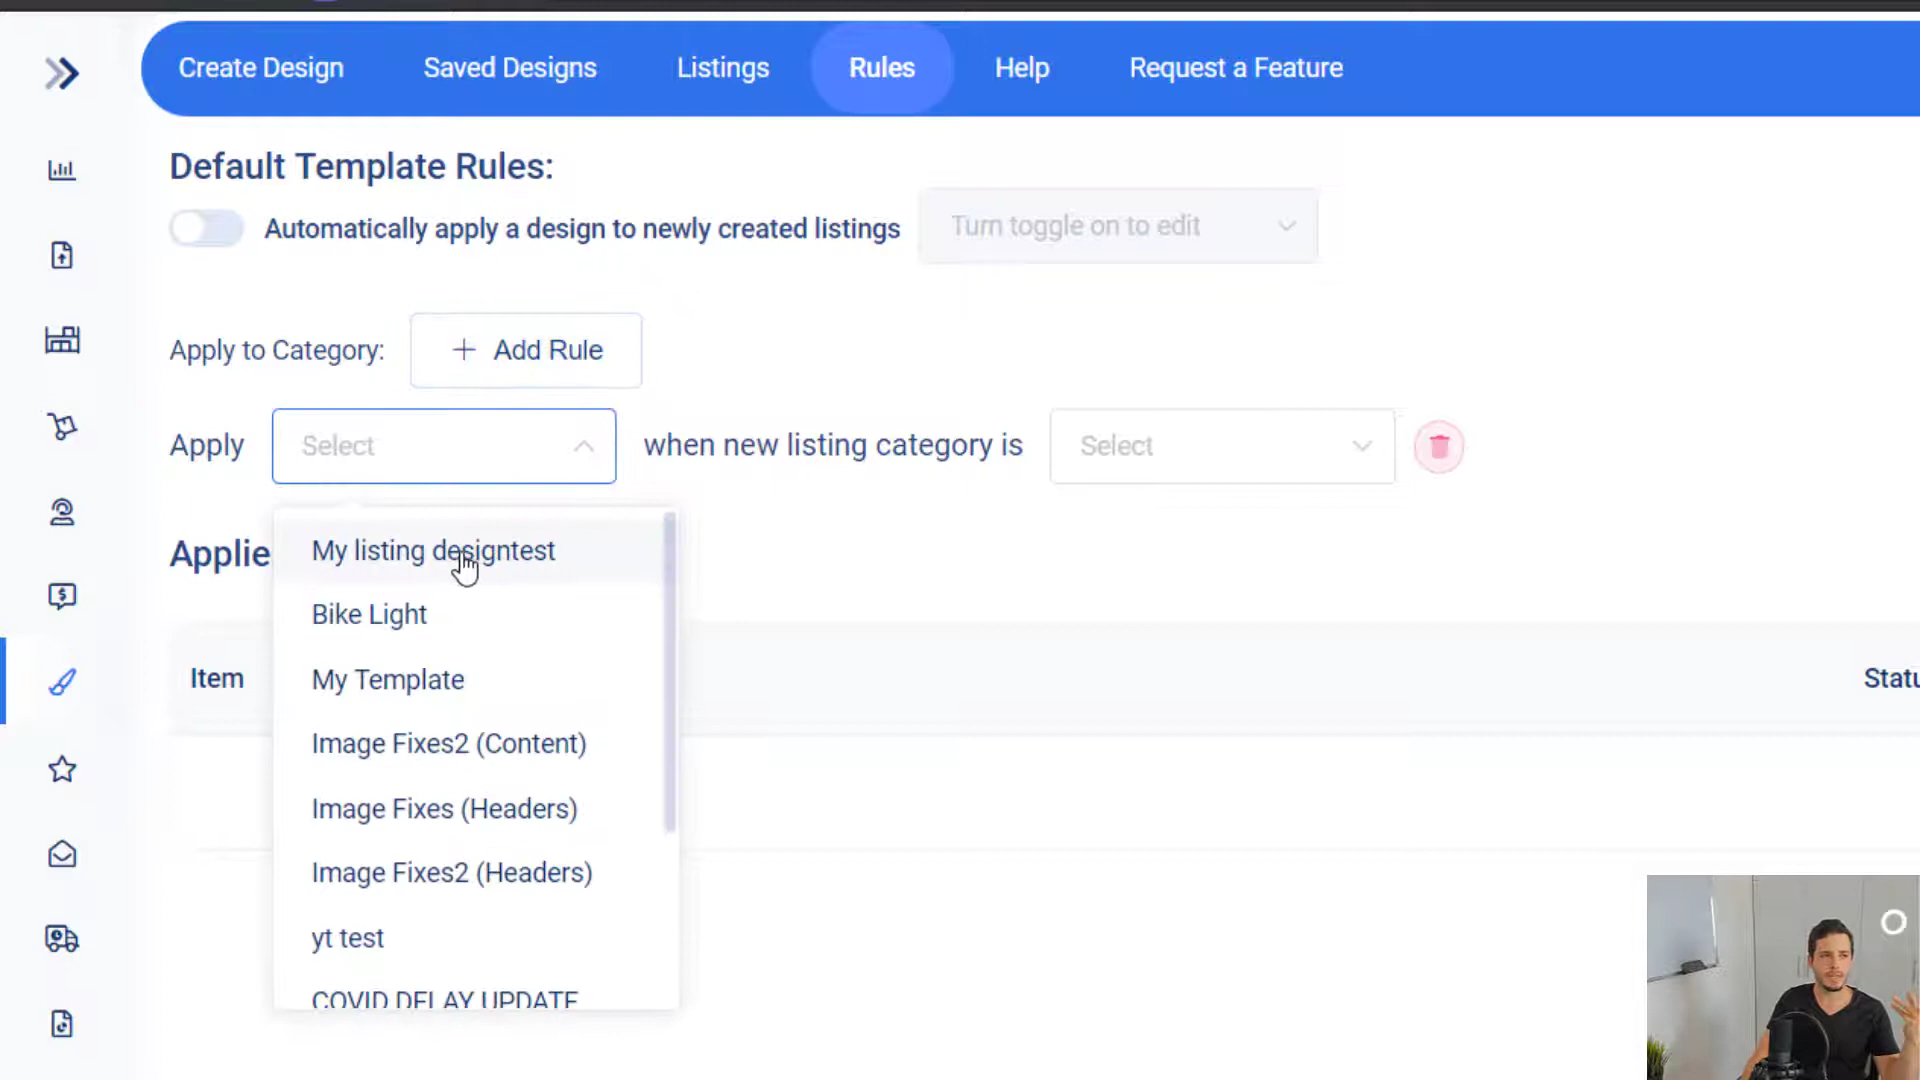 Create Design Saved Designs Listings Rules Help Request a Feature
Default Template Rules:
Automatically apply a design to newly created listings Turn toggle on to edit
Apply to Category: + Add Rule
Apply Select when new listing category is Select
My listing designtest
Applie
Bike Light
Item
My Template
Statu
Image Fixes2 (Content)
Image Fixes (Headers)
Image Fixes2 (Headers)
yt test
COVID DELAY UPDATE